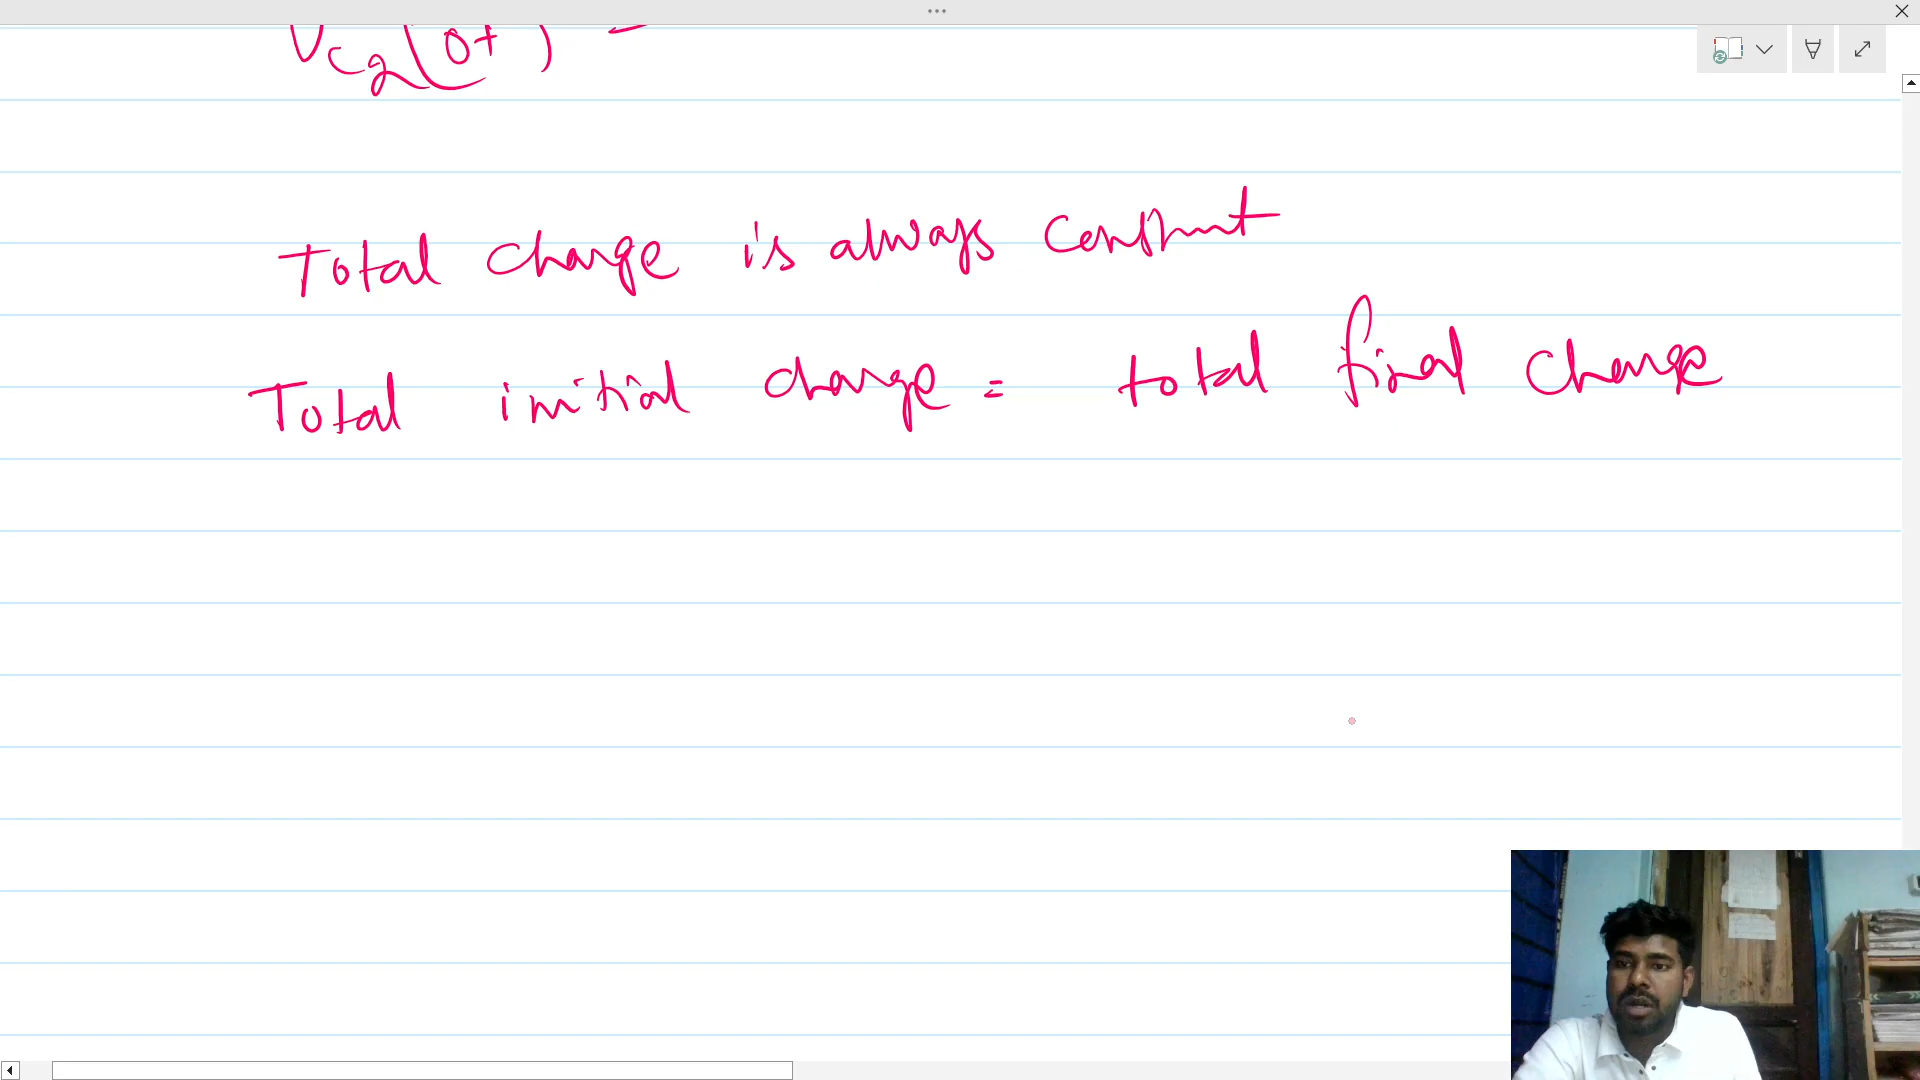 Vc2(0+) =
Total charge is always constant
Total initial charge = total final charge